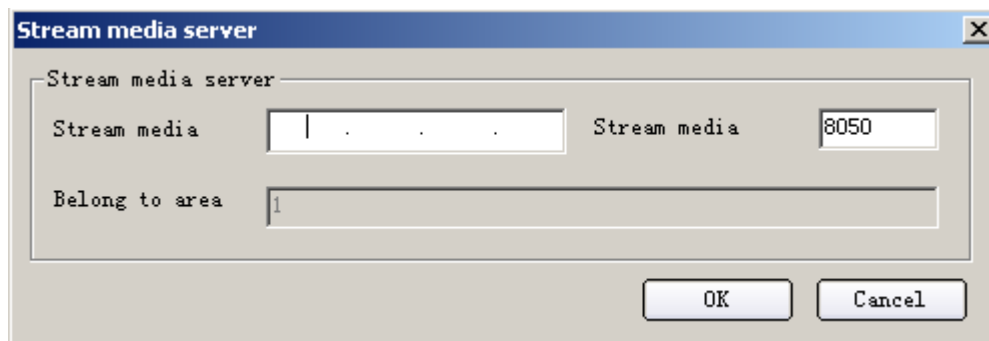 Stream media server
Stream media server
Stream media . . . Stream media 8050
Belong to area 1
OK Cancel